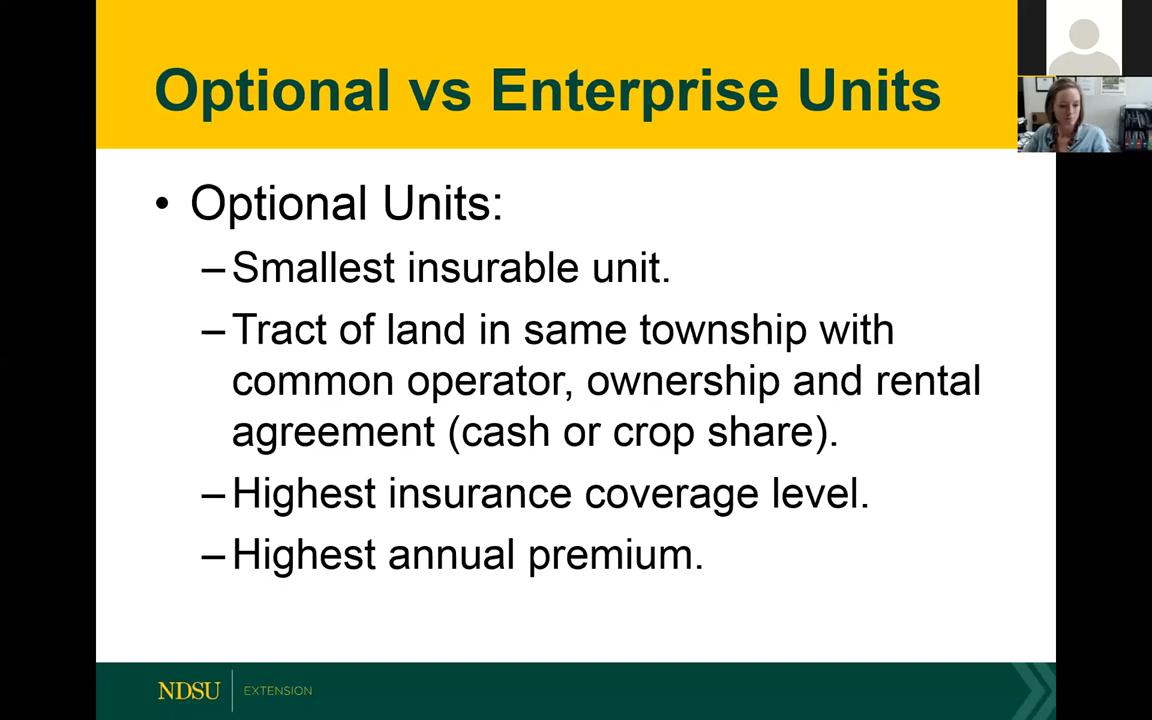 Optional vs Enterprise Units
• Optional Units:
–Smallest insurable unit.
–Tract of land in same township with
common operator, ownership and rental
agreement (cash or crop share).
–Highest insurance coverage level.
–Highest annual premium.
NDSU EXTENSION